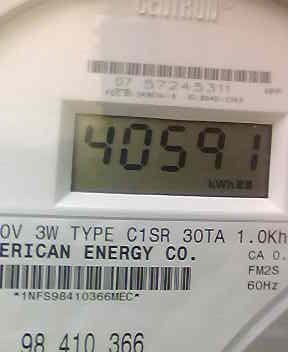 CENTRON
57245311
40591
kWh
0V 3W TYPE C1SR 30TA 1.0Kh
ERICAN ENERGY CO.
CA 0.
FM2S
60Hz
*1NFS98410366MEC*
98 410 366